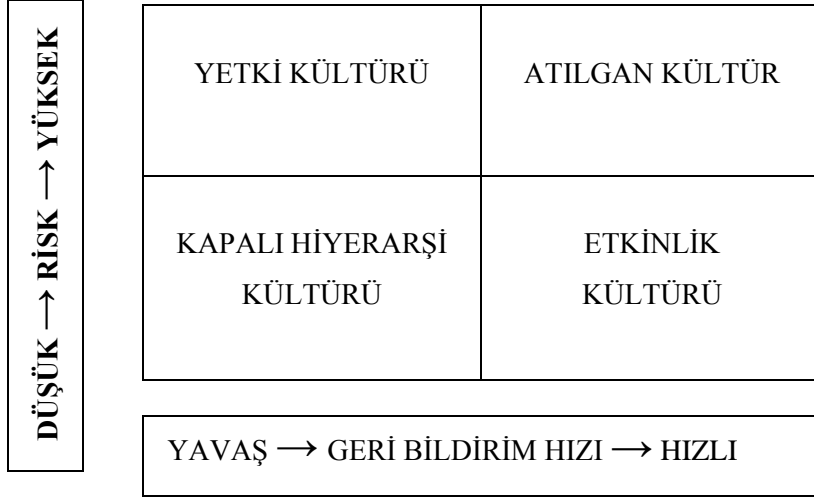 DÜŞÜK → RİSK → YÜKSEK
YETKİ KÜLTÜRÜ
ATILGAN KÜLTÜR
KAPALI HİYERARŞİ
KÜLTÜRÜ
ETKİNLİK
KÜLTÜRÜ
YAVAŞ → GERİ BİLDİRİM HIZI → HIZLI